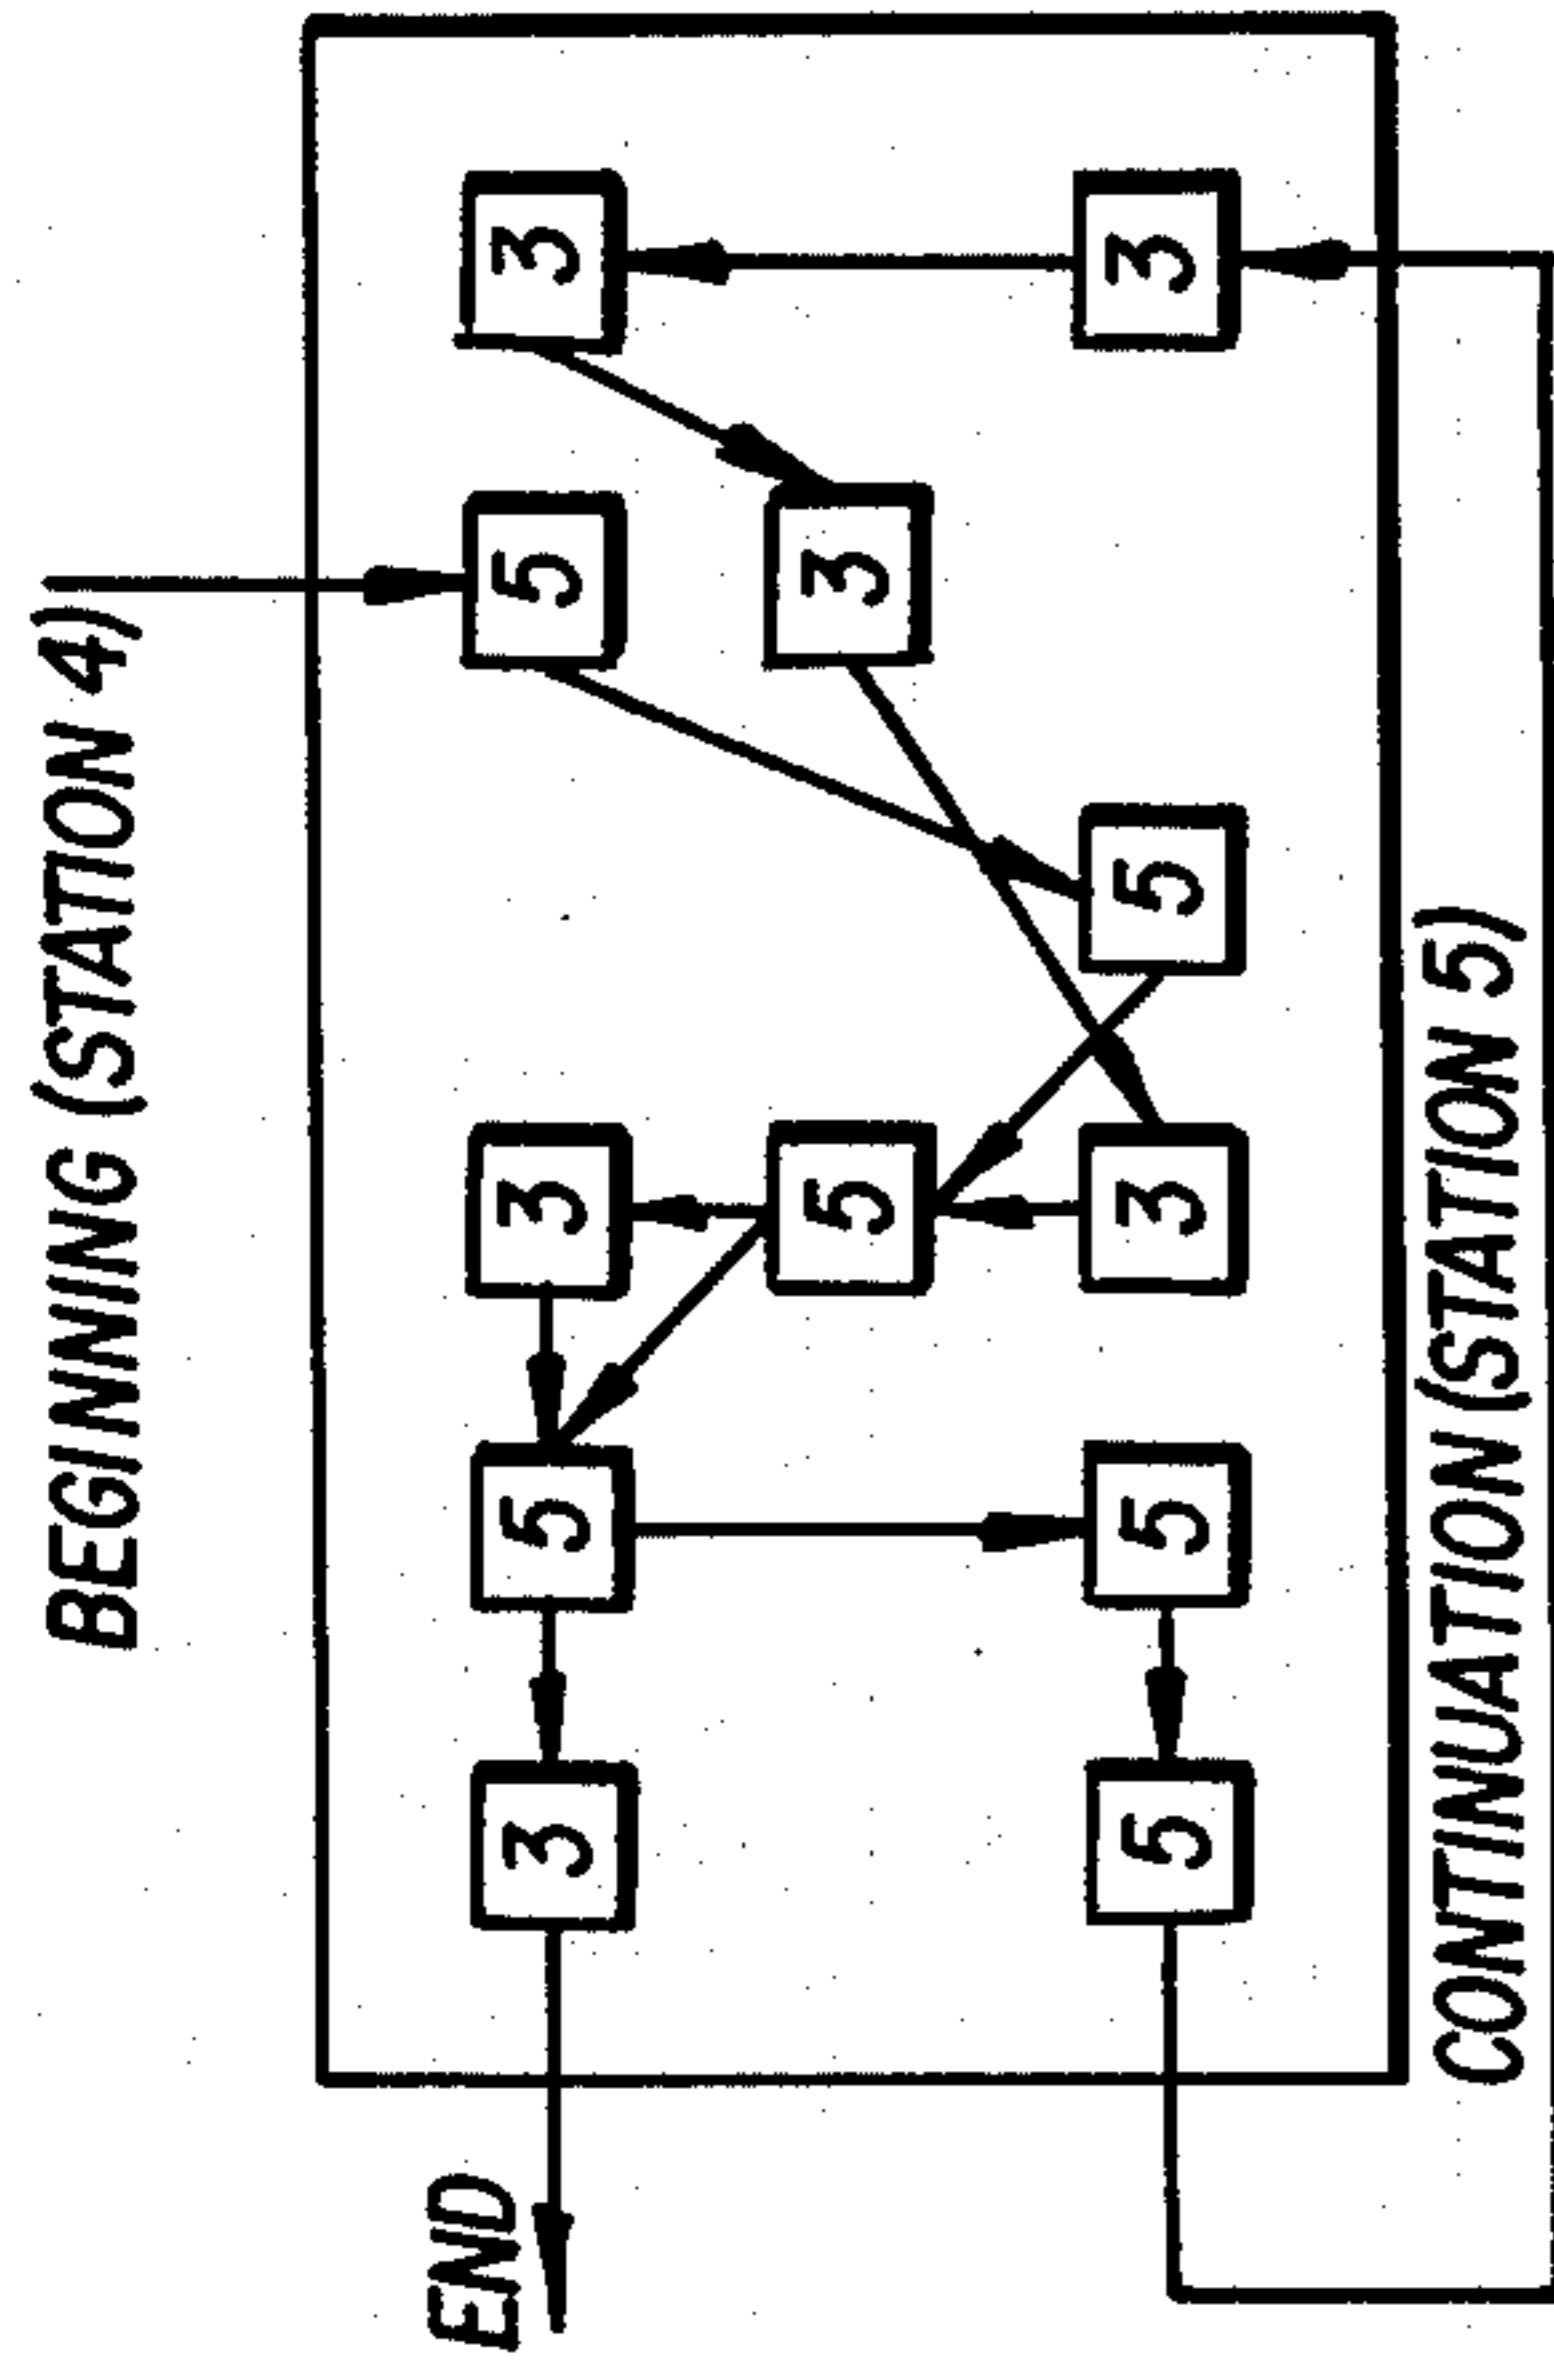 BEGINNING (STATION 4)
END
3 5 3 5 3
5 3
5 5 3 5 3
CONTINUATION (STATION 5)